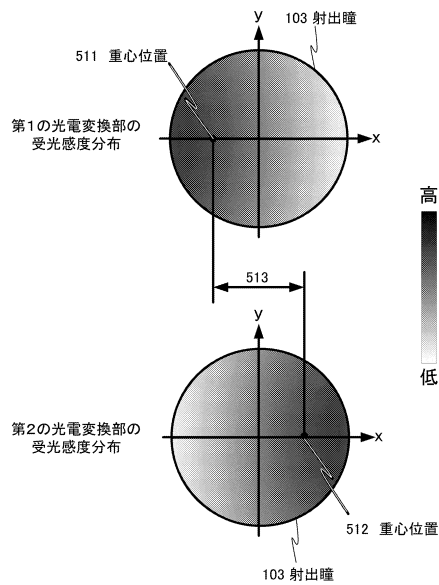 y
103 射出瞳
511 重心位置
第1の光電変換部の
受光感度分布
x
高
513
低
y
第2の光電変換部の
受光感度分布
x
512 重心位置
103 射出瞳